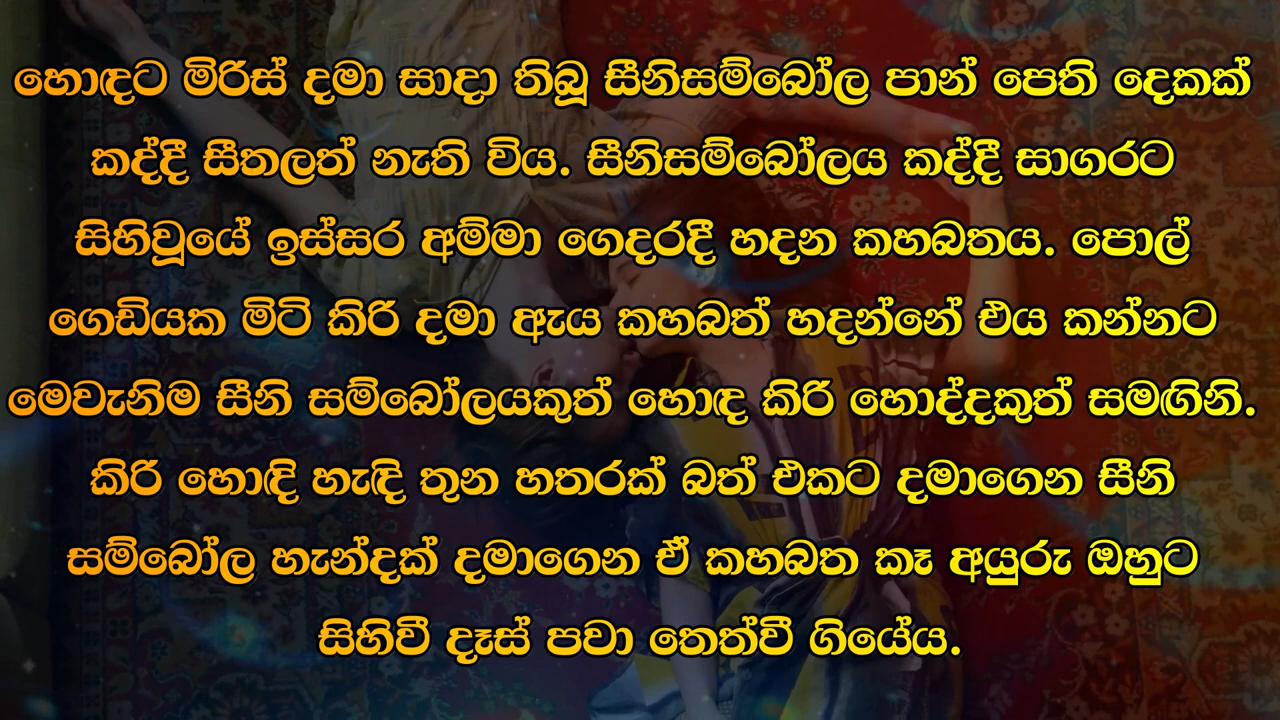 හොඳට මිරිස් දමා සාදා තිබූ සීනිසම්බෝල පාන් පෙති දෙකක්
කද්දී සීතලත් නැති විය. සීනිසම්බෝලය කද්දී සාගරට
සිහිවූයේ ඉස්සර අම්මා ගෙදරදී හදන කහබතය. පොල්
ගෙඩියක මිටි කිරි දමා ඇය කහබත් හදන්නේ එය කන්නට
මෙවැනිම සීනි සම්බෝලයකුත් හොඳ කිරි හොද්දකුත් සමඟිනි.
කිරි හොඳි හැඳි තුන හතරක් බත් එකට දමාගෙන සීනි
සම්බෝල හැන්දක් දමාගෙන ඒ කහබත කෑ අයුරු ඔහුට
සිහිවී දෑස් පවා තෙත්වී ගියේය.